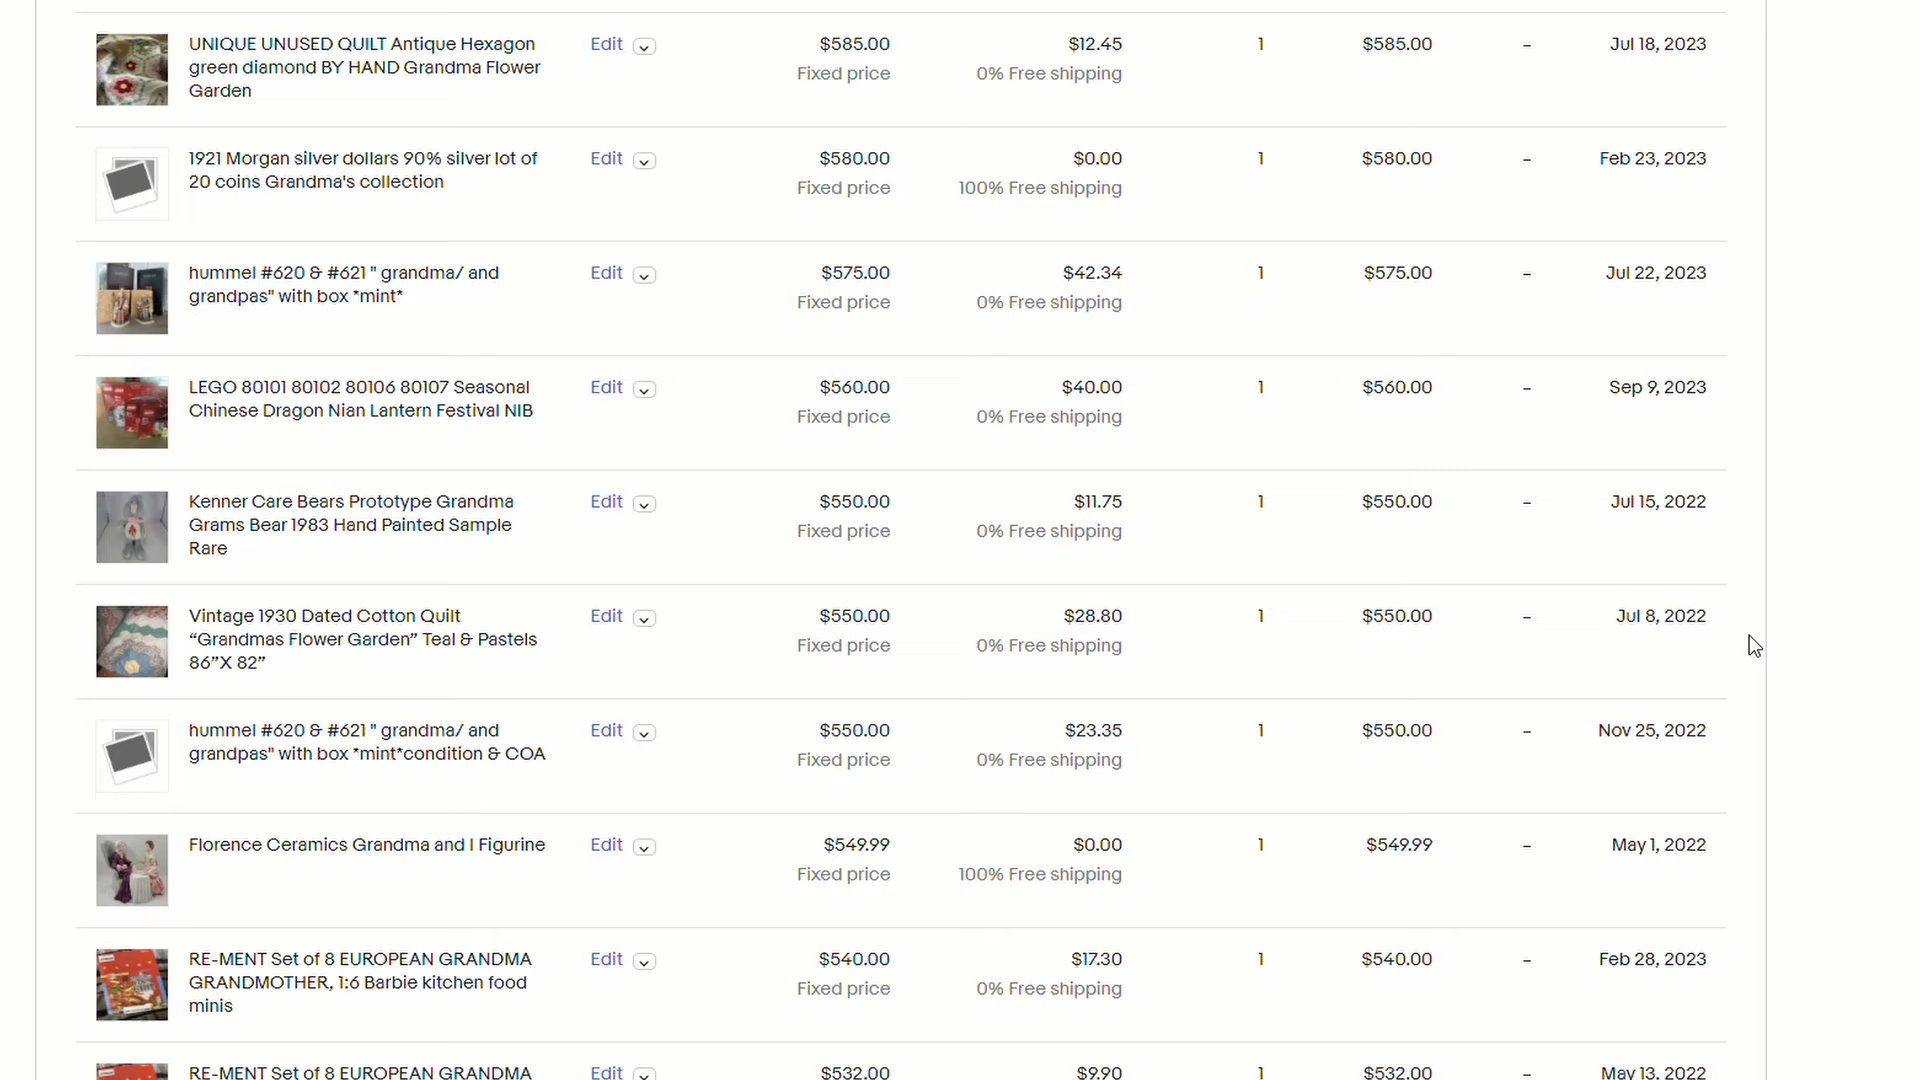 UNIQUE UNUSED QUILT Antique Hexagon
green diamond BY HAND Grandma Flower
Garden
Edit
$585.00
Fixed price
$12.45
0% Free shipping
1
$585.00
–
Jul 18, 2023
1921 Morgan silver dollars 90% silver lot of
20 coins Grandma's collection
Edit
$580.00
Fixed price
$0.00
100% Free shipping
1
$580.00
–
Feb 23, 2023
hummel #620 & #621 " grandma/ and
grandpas" with box *mint*
Edit
$575.00
Fixed price
$42.34
0% Free shipping
1
$575.00
–
Jul 22, 2023
LEGO 80101 80102 80106 80107 Seasonal
Chinese Dragon Nian Lantern Festival NIB
Edit
$560.00
Fixed price
$40.00
0% Free shipping
1
$560.00
–
Sep 9, 2023
Kenner Care Bears Prototype Grandma
Grams Bear 1983 Hand Painted Sample
Rare
Edit
$550.00
Fixed price
$11.75
0% Free shipping
1
$550.00
–
Jul 15, 2022
Vintage 1930 Dated Cotton Quilt
“Grandmas Flower Garden” Teal & Pastels
86”X 82”
Edit
$550.00
Fixed price
$28.80
0% Free shipping
1
$550.00
–
Jul 8, 2022
hummel #620 & #621 " grandma/ and
grandpas" with box *mint*condition & COA
Edit
$550.00
Fixed price
$23.35
0% Free shipping
1
$550.00
–
Nov 25, 2022
Florence Ceramics Grandma and I Figurine
Edit
$549.99
Fixed price
$0.00
100% Free shipping
1
$549.99
–
May 1, 2022
RE-MENT Set of 8 EUROPEAN GRANDMA
GRANDMOTHER, 1:6 Barbie kitchen food
minis
Edit
$540.00
Fixed price
$17.30
0% Free shipping
1
$540.00
–
Feb 28, 2023
RE-MENT Set of 8 EUROPEAN GRANDMA
Edit
$532.00
$9.90
1
$532.00
–
May 13, 2022